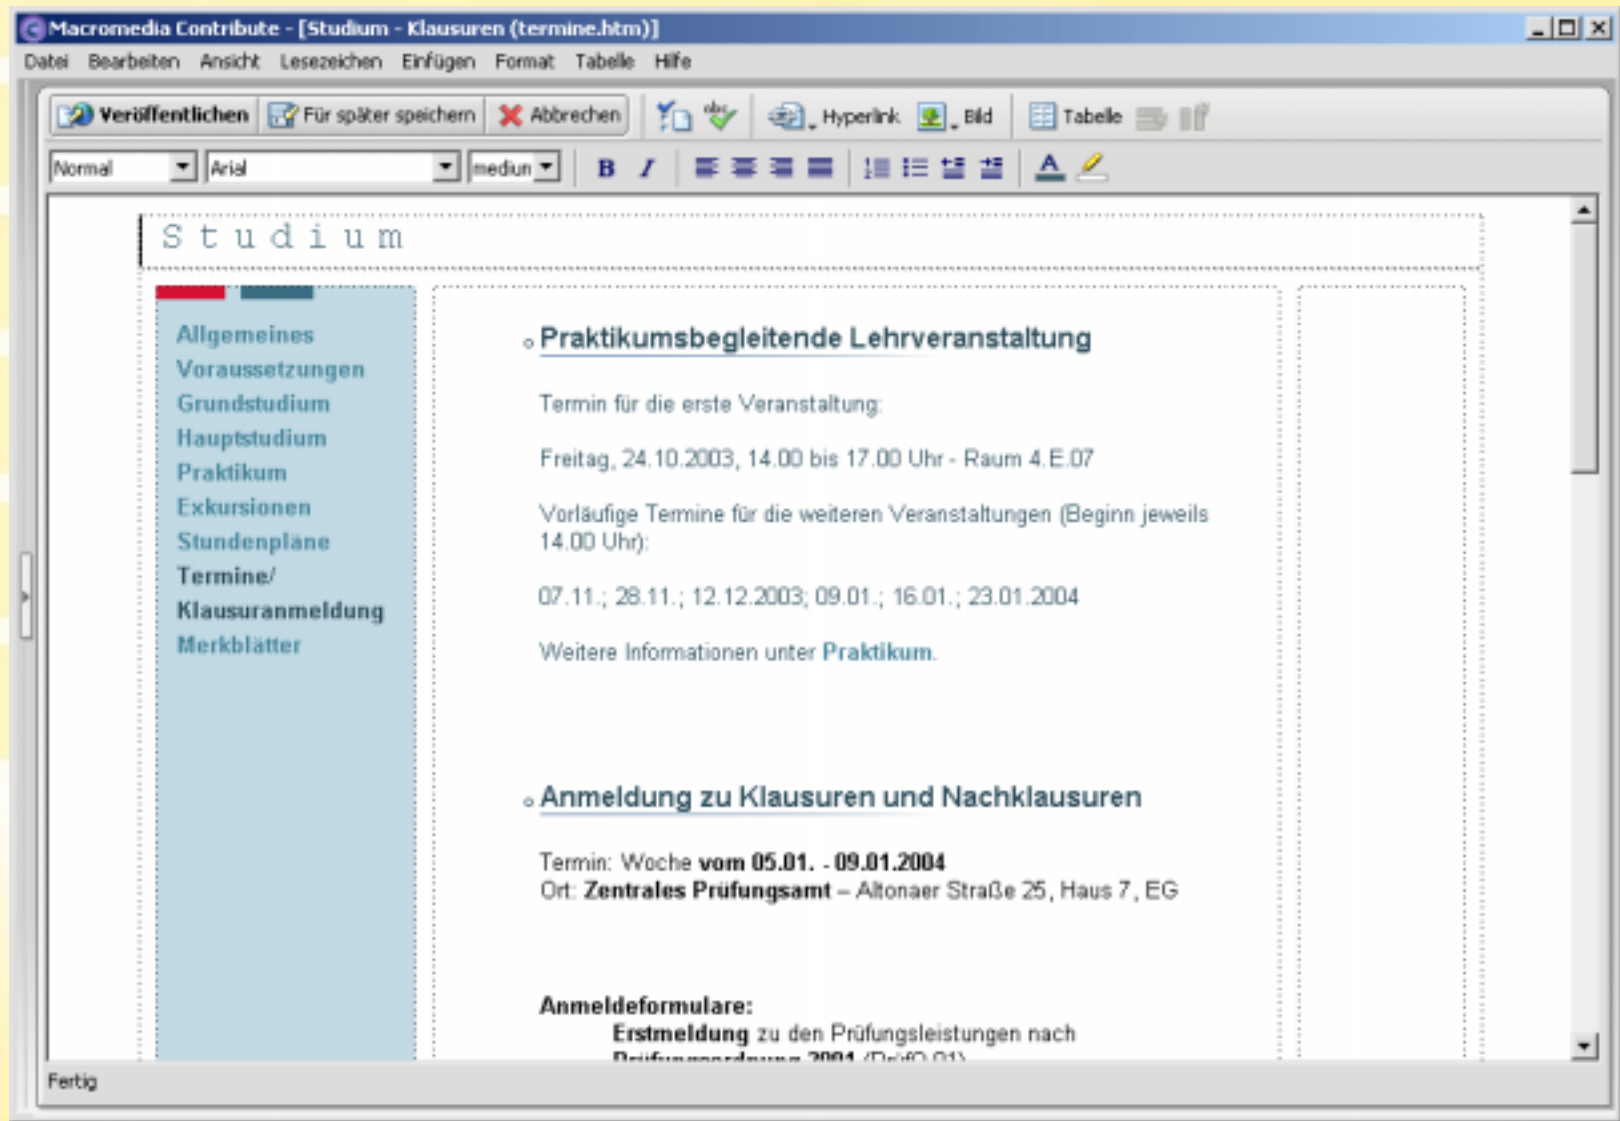 Macromedia Contribute - [Studium - Klausuren (termine.htm)]
Datei Bearbeiten Ansicht Lesezeichen Einfügen Format Tabelle Hilfe
Veröffentlichen Für später speichern Abbrechen abc Hyperlink Bild Tabelle
Normal Arial medium B I A
Studium
Allgemeines
Voraussetzungen
Grundstudium
Hauptstudium
Praktikum
Exkursionen
Stundenpläne
Termine/
Klausuranmeldung
Merkblätter
Praktikumsbegleitende Lehrveranstaltung
Termin für die erste Veranstaltung:
Freitag, 24.10.2003, 14.00 bis 17.00 Uhr - Raum 4.E.07
Vorläufige Termine für die weiteren Veranstaltungen (Beginn jeweils
14.00 Uhr):
07.11.; 28.11.; 12.12.2003; 09.01.; 16.01.; 23.01.2004
Weitere Informationen unter Praktikum.
Anmeldung zu Klausuren und Nachklausuren
Termin: Woche vom 05.01. - 09.01.2004
Ort: Zentrales Prüfungsamt – Altonaer Straße 25, Haus 7, EG
Anmeldeformulare:
Erstmeldung zu den Prüfungsleistungen nach
Prüfungsordnung 2001 (PrüfO 01)
Fertig